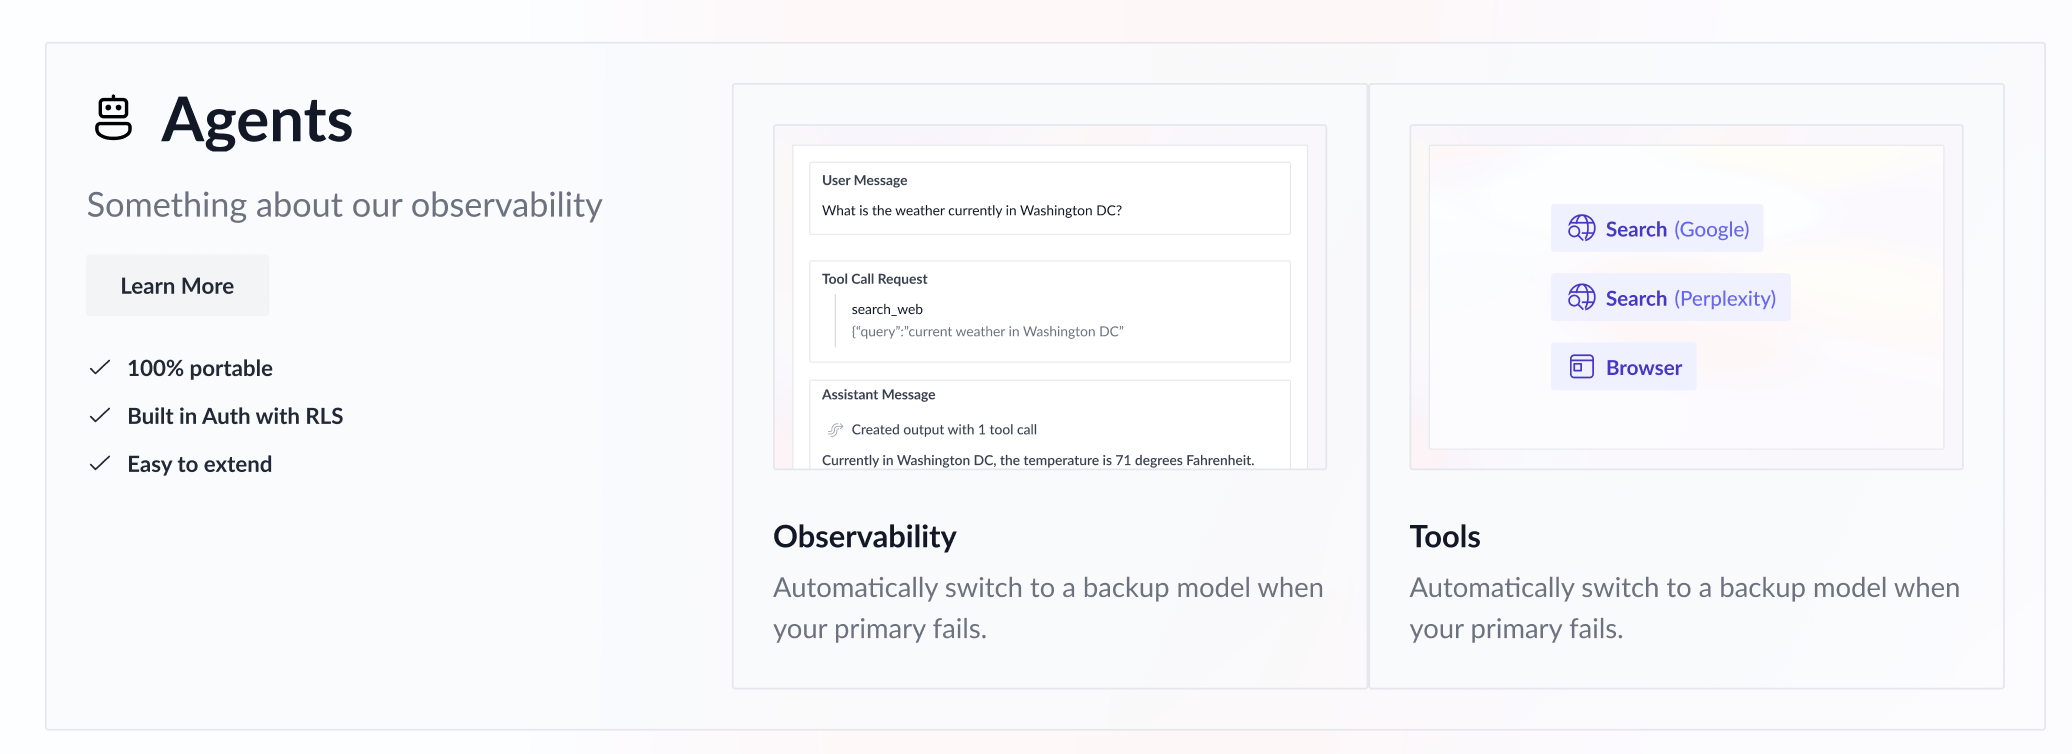 Agents
Something about our observability
Learn More
100% portable
Built in Auth with RLS
Easy to extend
User Message
What is the weather currently in Washington DC?
Tool Call Request
search_web
{“query”:”current weather in Washington DC”
Assistant Message
Created output with 1 tool call
Currently in Washington DC, the temperature is 71 degrees Fahrenheit.
Observability
Automatically switch to a backup model when
your primary fails.
Search (Google)
Search (Perplexity)
Browser
Tools
Automatically switch to a backup model when
your primary fails.